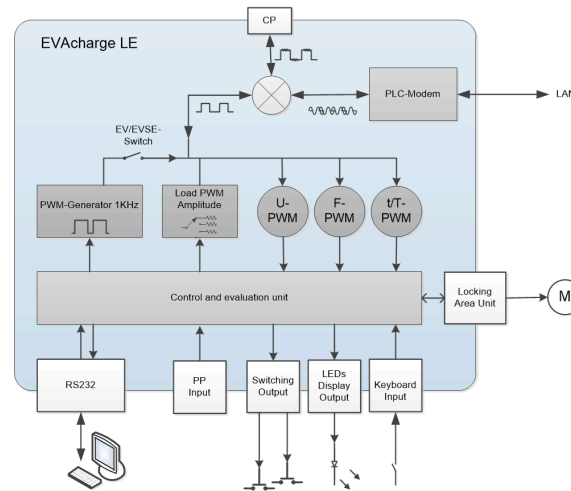 CP
EVAcharge LE
PLC-Modem
LAN
EV/EVSE-
Switch
PWM-Generator 1KHz
Load PWM
Amplitude
U-
PWM
F-
PWM
t/T-
PWM
Control and evaluation unit
Locking
Area Unit
M
RS232
PP
Input
Switching
Output
LEDs
Display
Output
Keyboard
Input